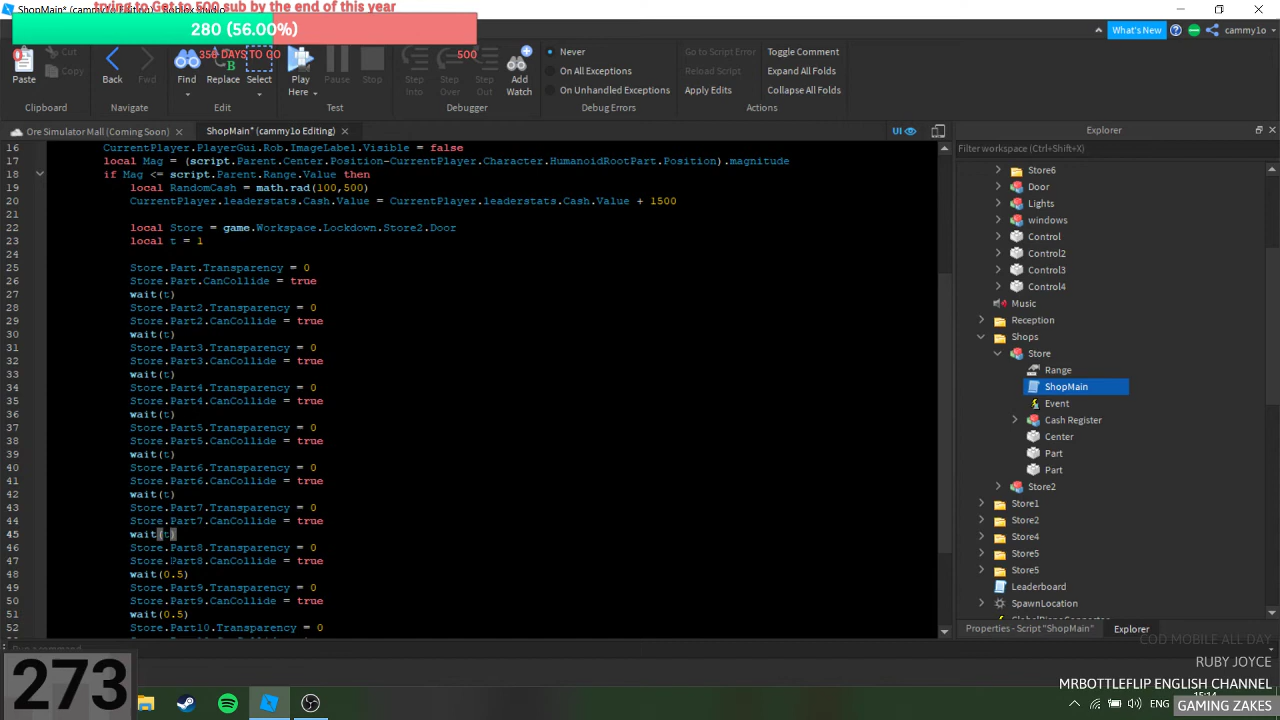 trying to Get to 500 sub by the end of this year
280 (56.00%)
0
350 DAYS TO GO
500
What's New
cammy1o
Paste
Cut
Copy
Back
Fwd
Find
Replace
Select
Play
Here
Pause
Stop
Step
Into
Step
Over
Step
Out
Add
Watch
Never
On All Exceptions
On Unhandled Exceptions
Go to Script Error
Reload Script
Apply Edits
Toggle Comment
Expand All Folds
Collapse All Folds
Clipboard
Navigate
Edit
Test
Debugger
Debug Errors
Actions
Ore Simulator Mall (Coming Soon)
ShopMain* (cammy1o Editing)
UI
16 CurrentPlayer.PlayerGui.Rob.ImageLabel.Visible = false
17 local Mag = (script.Parent.Center.Position-CurrentPlayer.Character.HumanoidRootPart.Position).magnitude
18 if Mag <= script.Parent.Range.Value then
19 local RandomCash = math.rad(100,500)
20 CurrentPlayer.leaderstats.Cash.Value = CurrentPlayer.leaderstats.Cash.Value + 1500
21
22 local Store = game.Workspace.Lockdown.Store2.Door
23 local t = 1
24
25 Store.Part.Transparency = 0
26 Store.Part.CanCollide = true
27 wait(t)
28 Store.Part2.Transparency = 0
29 Store.Part2.CanCollide = true
30 wait(t)
31 Store.Part3.Transparency = 0
32 Store.Part3.CanCollide = true
33 wait(t)
34 Store.Part4.Transparency = 0
35 Store.Part4.CanCollide = true
36 wait(t)
37 Store.Part5.Transparency = 0
38 Store.Part5.CanCollide = true
39 wait(t)
40 Store.Part6.Transparency = 0
41 Store.Part6.CanCollide = true
42 wait(t)
43 Store.Part7.Transparency = 0
44 Store.Part7.CanCollide = true
45 wait(t)
46 Store.Part8.Transparency = 0
47 Store.Part8.CanCollide = true
48 wait(0.5)
49 Store.Part9.Transparency = 0
50 Store.Part9.CanCollide = true
51 wait(0.5)
52 Store.Part10.Transparency = 0
Explorer
Filter workspace (Ctrl+Shift+X)
Store6
Door
Lights
windows
Control
Control2
Control3
Control4
Music
Reception
Shops
Store
Range
ShopMain
Event
Cash Register
Center
Part
Part
Store2
Store1
Store2
Store4
Store5
Store5
Leaderboard
SpawnLocation
Properties - Script "ShopMain"
Explorer
273
COD MOBILE ALL DAY
RUBY JOYCE
MRBOTTLEFLIP ENGLISH CHANNEL
GAMING ZAKES
ENG